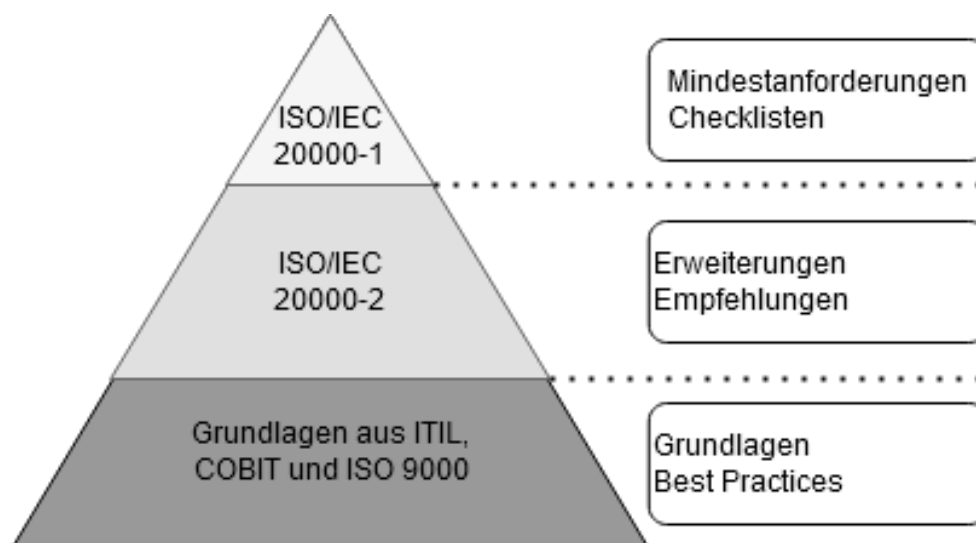 ISO/IEC
20000-1
Mindestanforderungen
Checklisten
ISO/IEC
20000-2
Erweiterungen
Empfehlungen
Grundlagen aus ITIL,
COBIT und ISO 9000
Grundlagen
Best Practices